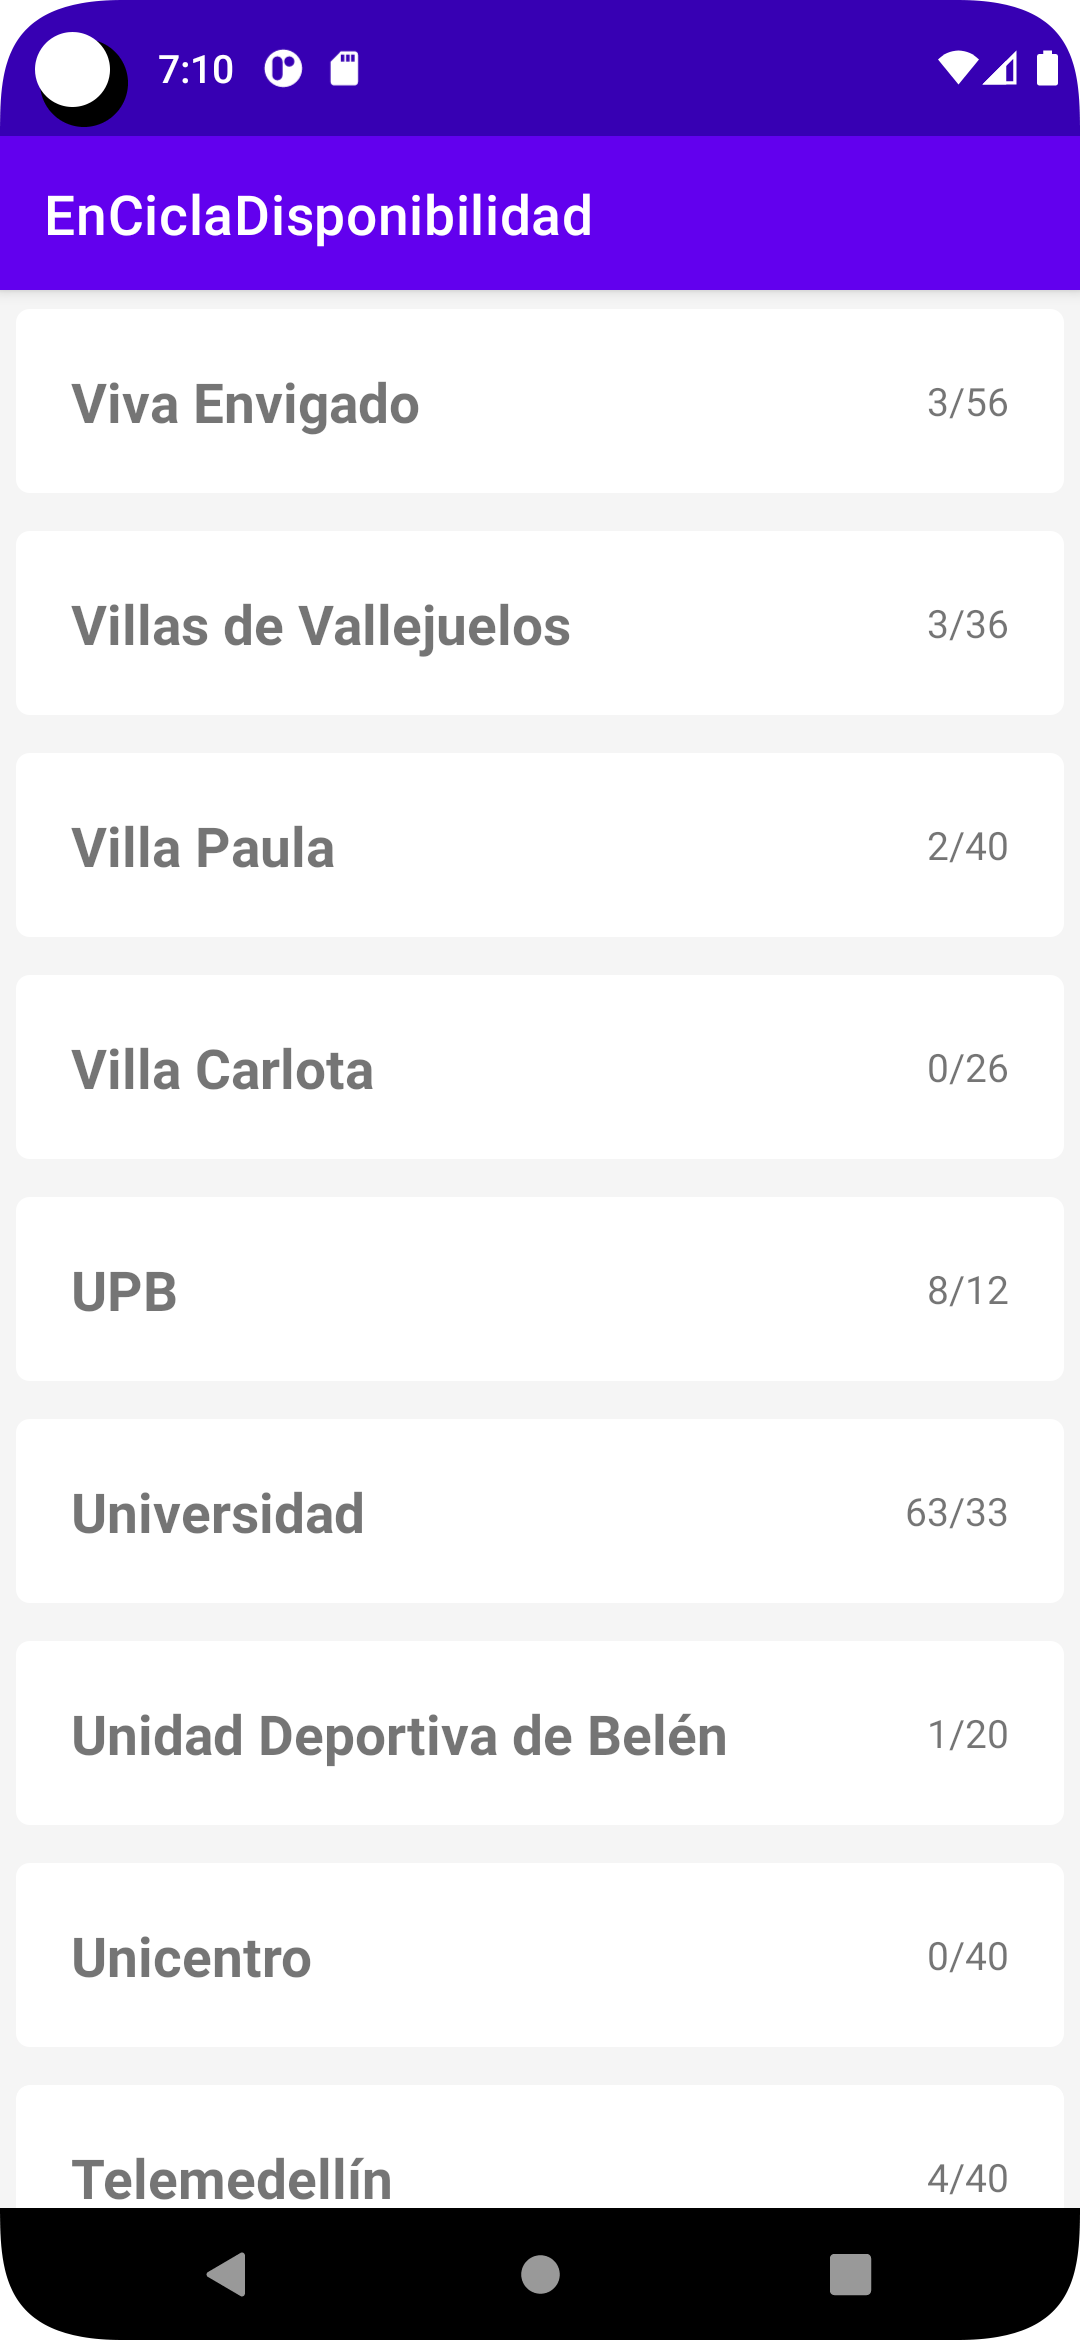 7:10
EnCiclaDisponibilidad
Viva Envigado 3/56
Villas de Vallejuelos 3/36
Villa Paula 2/40
Villa Carlota 0/26
UPB 8/12
Universidad 63/33
Unidad Deportiva de Belén 1/20
Unicentro 0/40
Telemedellín 4/40